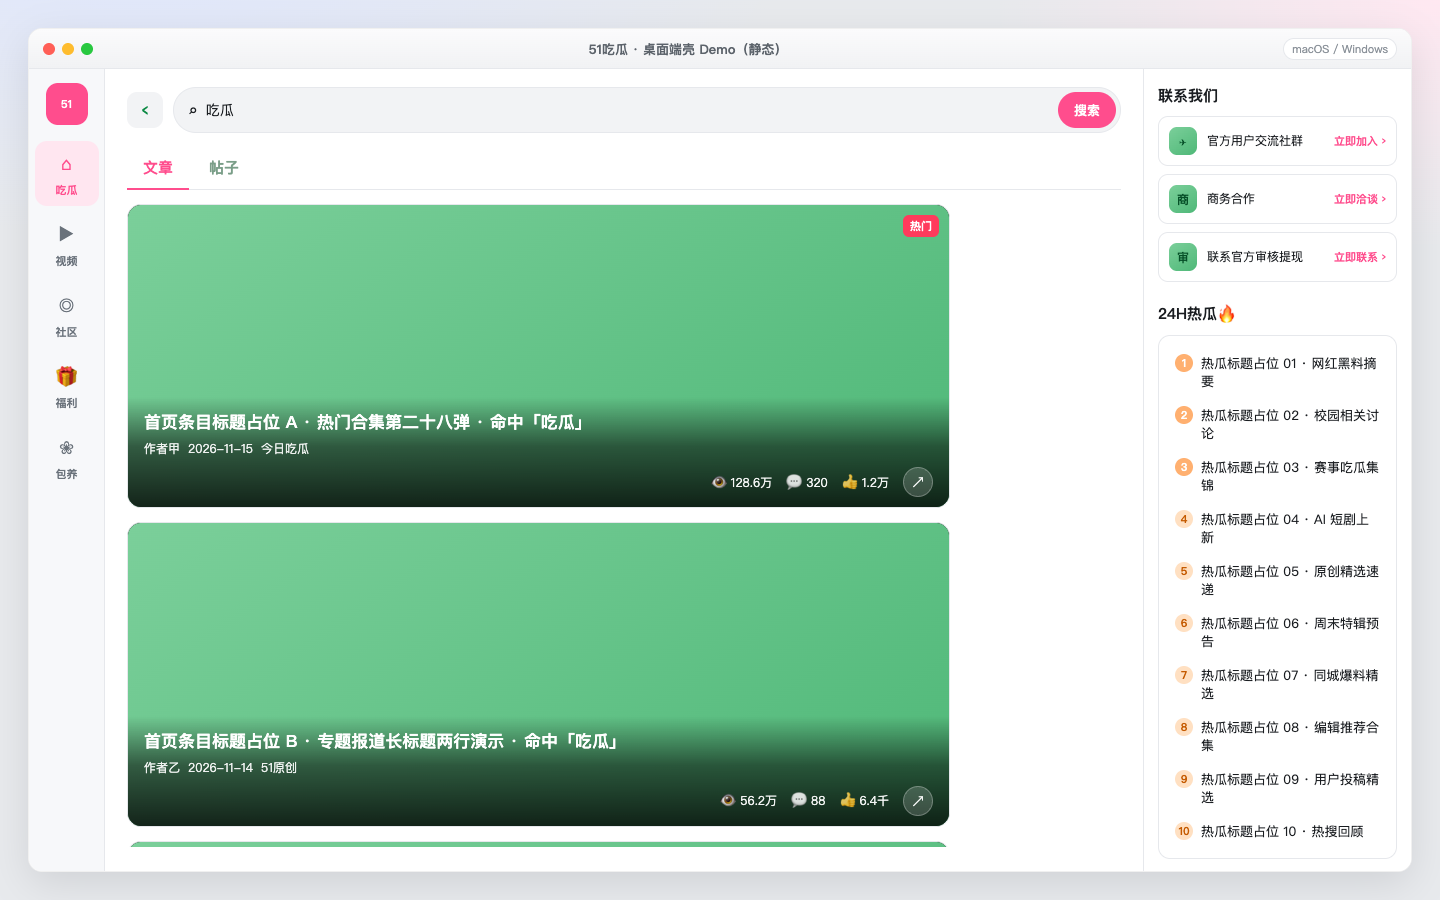 51吃瓜 · 桌面端壳 Demo（静态）
macOS / Windows
51
吃瓜
视频
社区
福利
包养
吃瓜
搜索
文章
帖子
热门
首页条目标题占位 A · 热门合集第二十八弹 · 命中「吃瓜」
作者甲 2026-11-15 今日吃瓜
128.6万 320 1.2万
首页条目标题占位 B · 专题报道长标题两行演示 · 命中「吃瓜」
作者乙 2026-11-14 51原创
56.2万 88 6.4千
联系我们
官方用户交流社群 立即加入 ›
商 商务合作 立即洽谈 ›
审 联系官方审核提现 立即联系 ›
24H热瓜🔥
1 热瓜标题占位 01 · 网红黑料摘
要
2 热瓜标题占位 02 · 校园相关讨
论
3 热瓜标题占位 03 · 赛事吃瓜集
锦
4 热瓜标题占位 04 · AI 短剧上
新
5 热瓜标题占位 05 · 原创精选速
递
6 热瓜标题占位 06 · 周末特辑预
告
7 热瓜标题占位 07 · 同城爆料精
选
8 热瓜标题占位 08 · 编辑推荐合
集
9 热瓜标题占位 09 · 用户投稿精
选
10 热瓜标题占位 10 · 热搜回顾